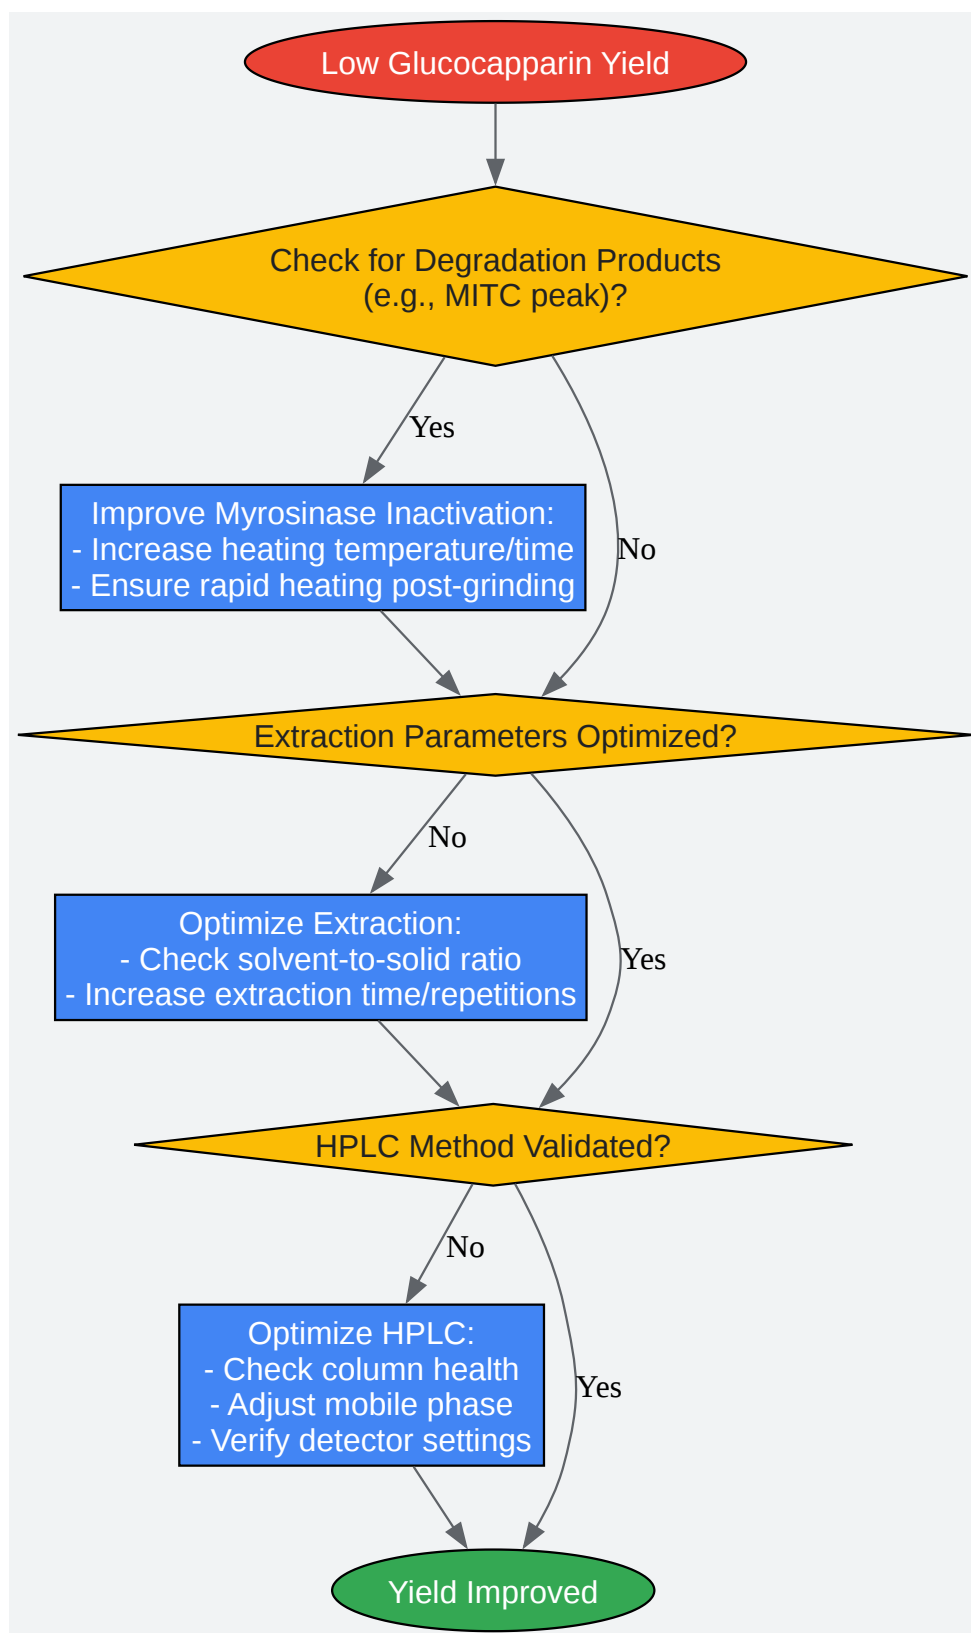 Low Glucocapparin Yield
Check for Degradation Products
(e.g., MITC peak)?
Yes
Improve Myrosinase Inactivation:
- Increase heating temperature/time
- Ensure rapid heating post-grinding
No
Extraction Parameters Optimized?
No
Optimize Extraction:
- Check solvent-to-solid ratio
- Increase extraction time/repetitions
Yes
HPLC Method Validated?
No
Optimize HPLC:
- Check column health
- Adjust mobile phase
- Verify detector settings
Yes
Yield Improved